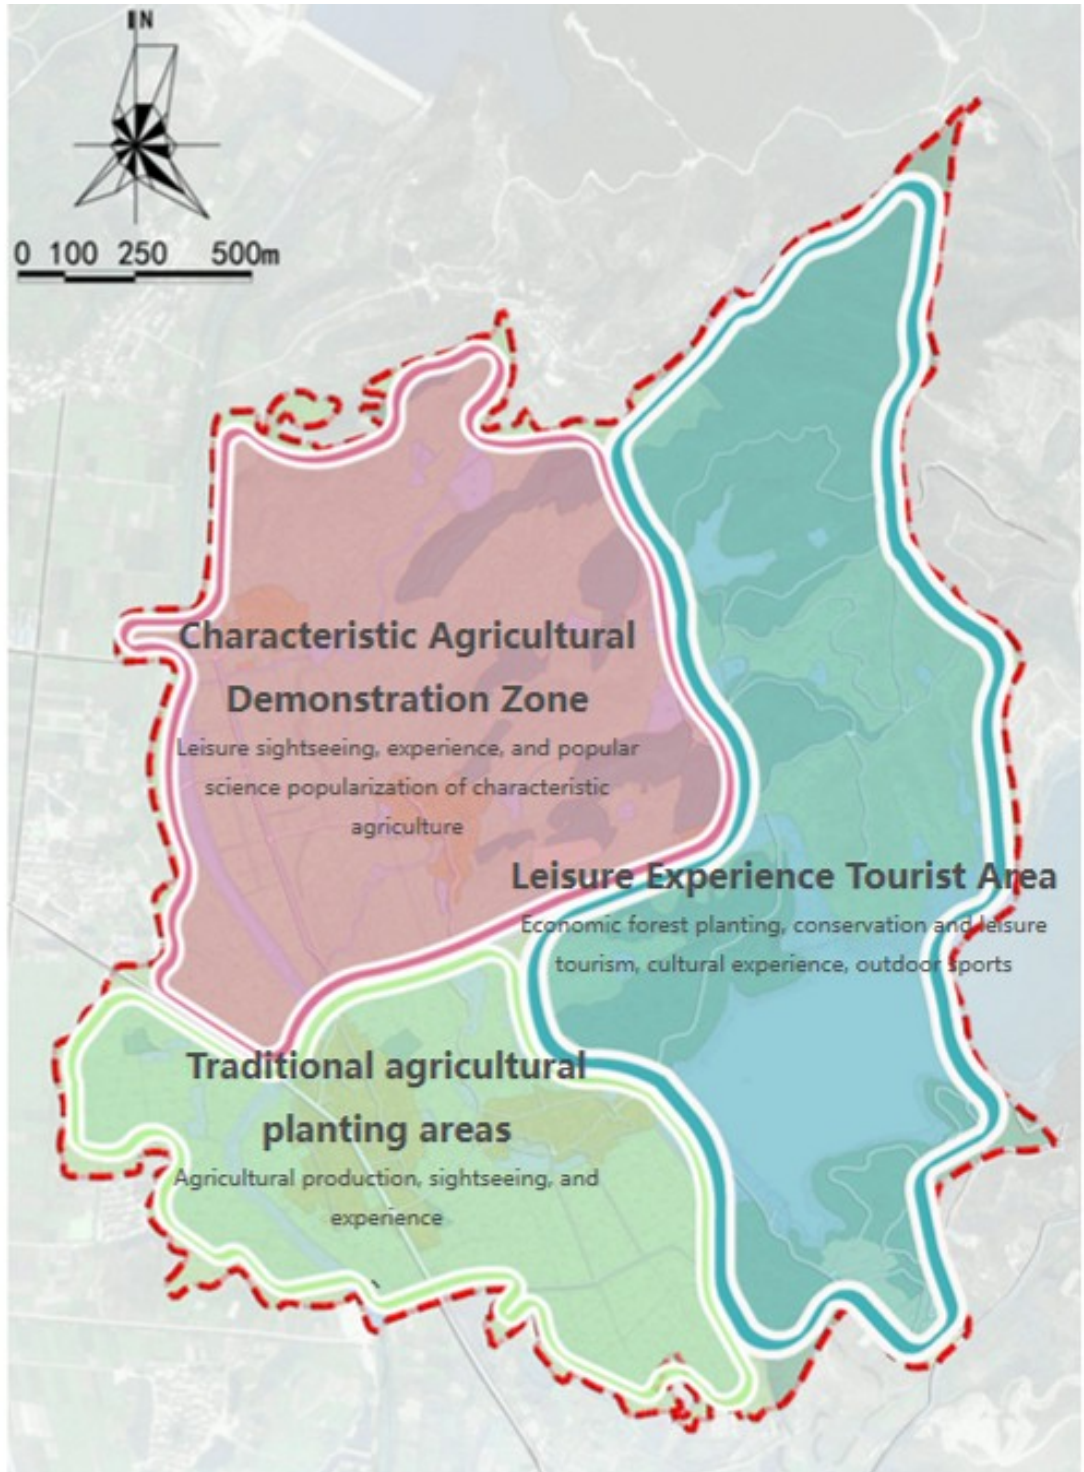 N
0 100 250 500m
Characteristic Agricultural
Demonstration Zone
Leisure sightseeing, experience, and popular
science popularization of characteristic
agriculture
Leisure Experience Tourist Area
Economic forest planting, conservation and leisure
tourism, cultural experience, outdoor sports
Traditional agricultural
planting areas
Agricultural production, sightseeing, and
experience